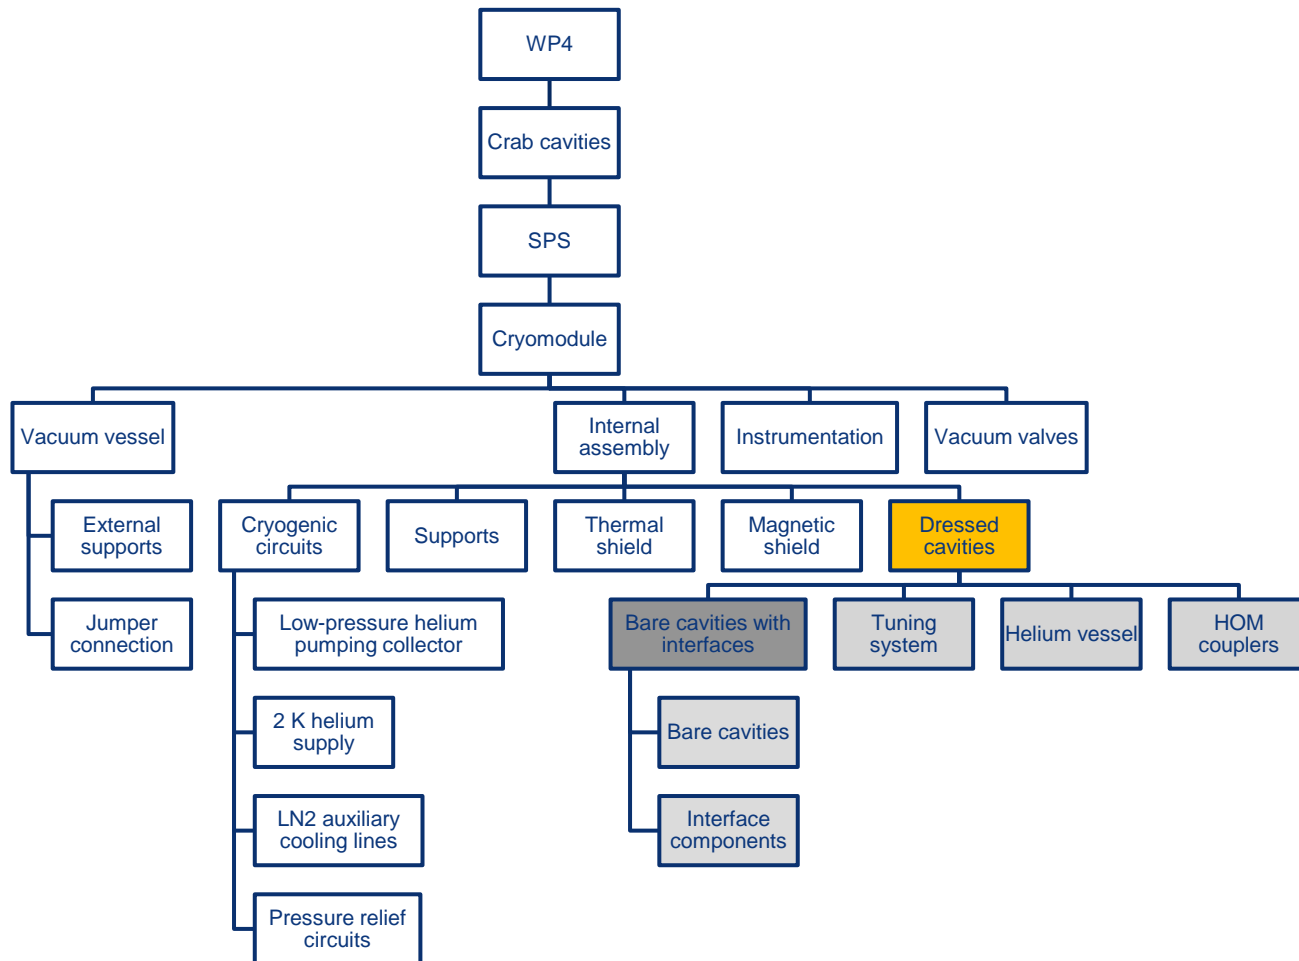 WP4
Crab cavities
SPS
Cryomodule
Vacuum vessel
Internal
assembly
Instrumentation
Vacuum valves
External
supports
Cryogenic
circuits
Supports
Thermal
shield
Magnetic
shield
Dressed
cavities
Jumper
connection
Low-pressure helium
pumping collector
Bare cavities with
interfaces
Tuning
system
Helium vessel
HOM
couplers
2 K helium
supply
Bare cavities
LN2 auxiliary
cooling lines
Interface
components
Pressure relief
circuits